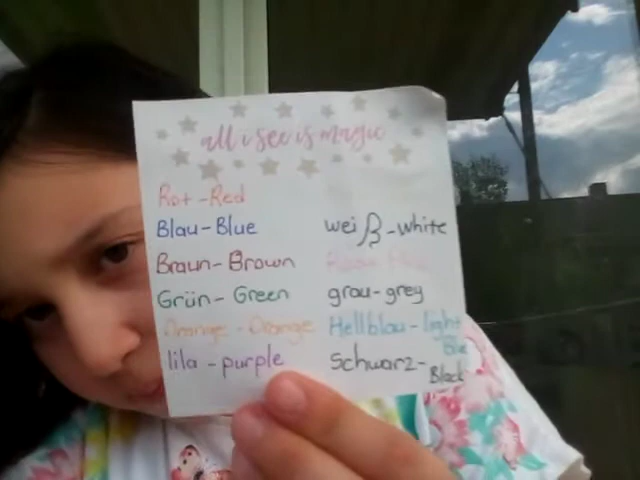 all i see is magic
Rot-Red
Blau-Blue
Braun-Brown
Grün-Green
Orange-Orange
lila-purple
weiß-white
Rosa-
grau-grey
Hellblau-light
Blue
Schwarz-
Black